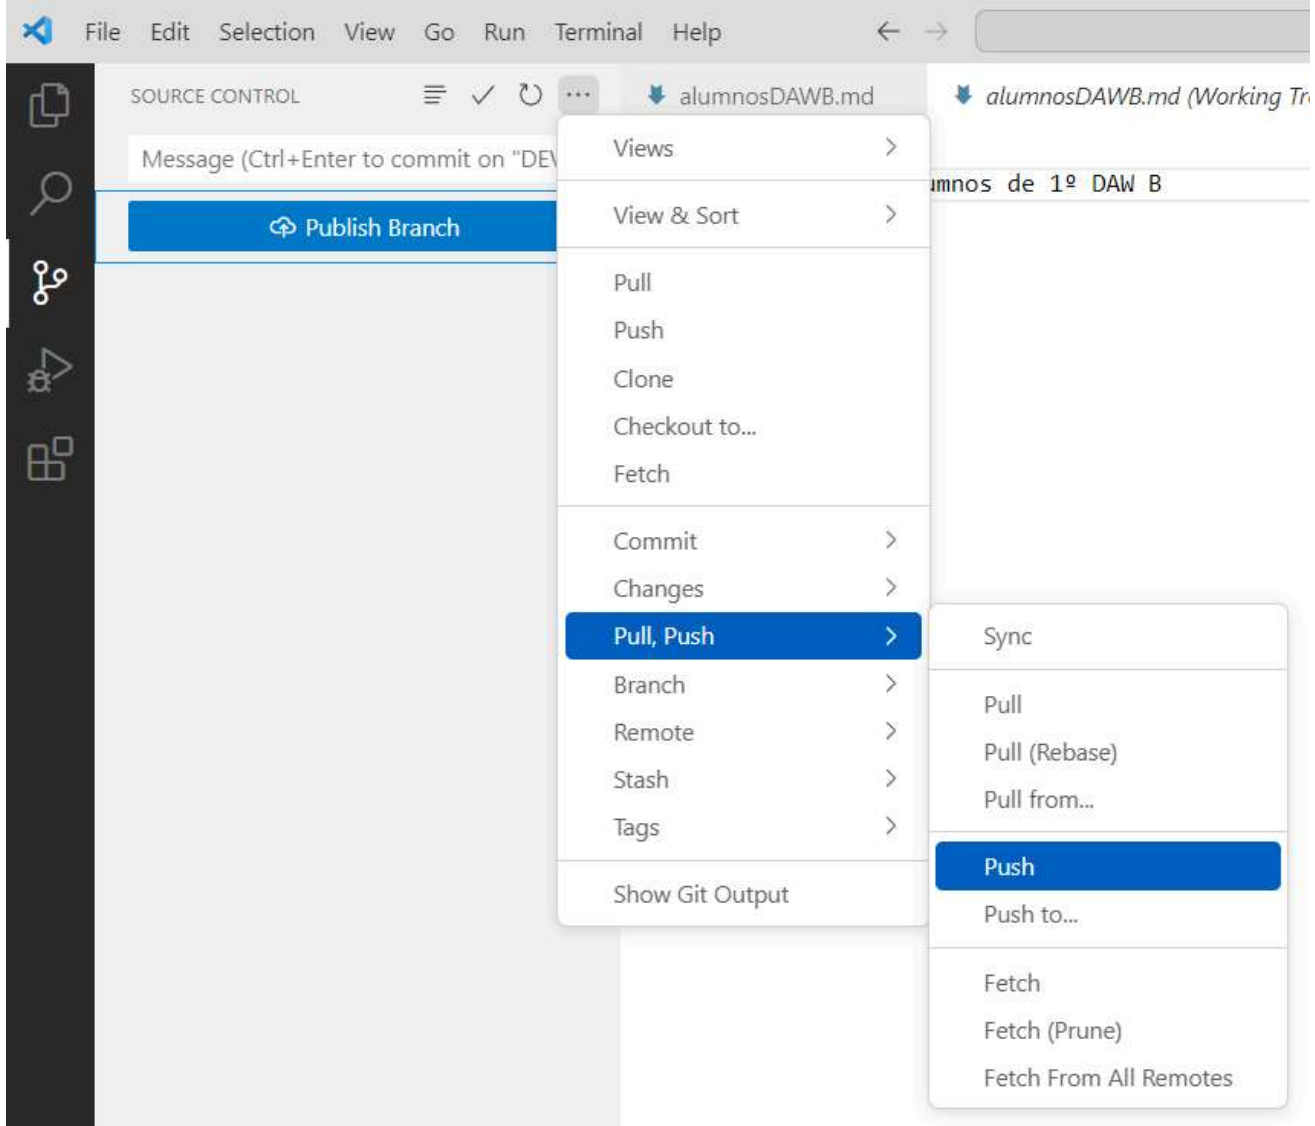 File Edit Selection View Go Run Terminal Help
SOURCE CONTROL
alumnosDAWB.md
alumnosDAWB.md (Working Tr
Message (Ctrl+Enter to commit on "DEV
Publish Branch
umnos de 1º DAW B
Views
View & Sort
Pull
Push
Clone
Checkout to...
Fetch
Commit
Changes
Pull, Push
Branch
Remote
Stash
Tags
Show Git Output
Sync
Pull
Pull (Rebase)
Pull from...
Push
Push to...
Fetch
Fetch (Prune)
Fetch From All Remotes